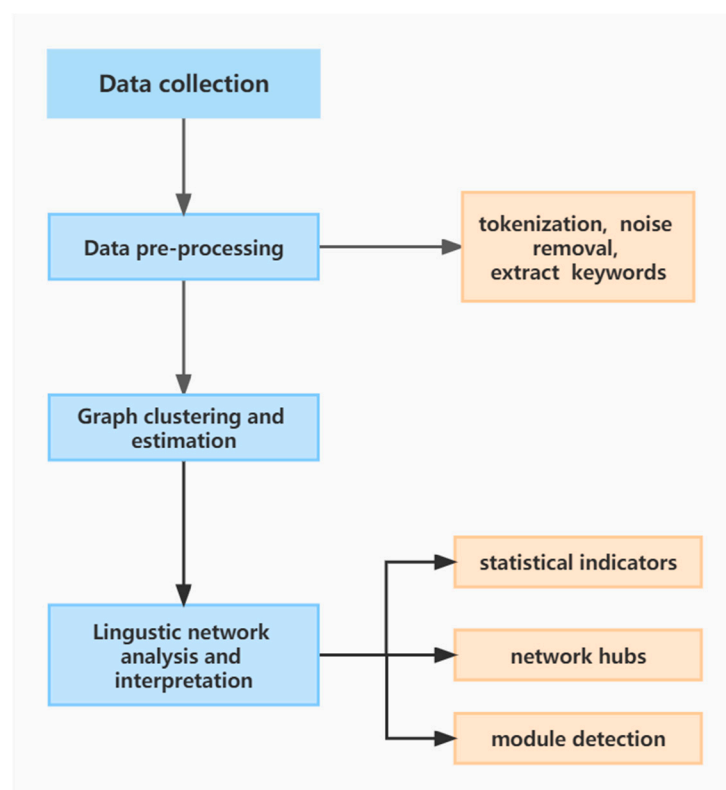 Data collection
Data pre-processing
tokenization, noise
removal,
extract keywords
Graph clustering and
estimation
Lingustic network
analysis and
interpretation
statistical indicators
network hubs
module detection